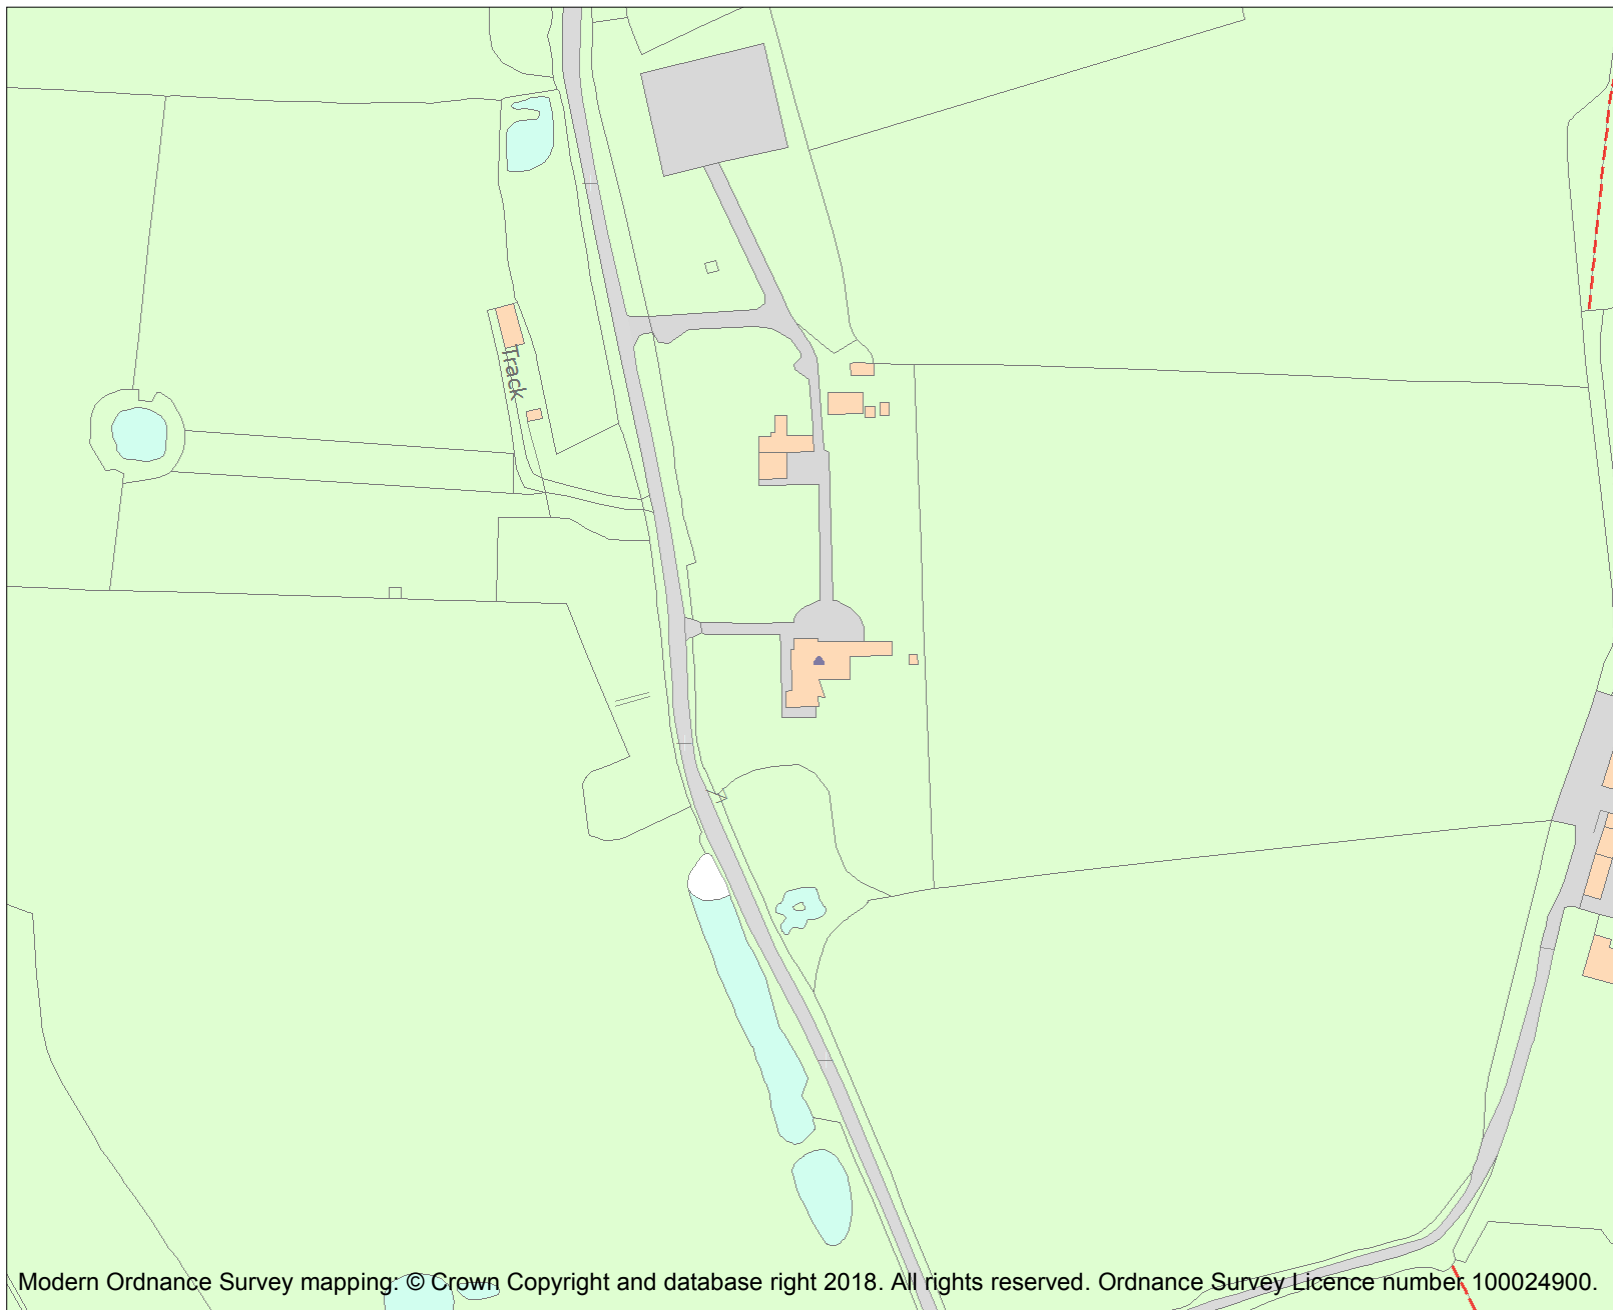 Track
Modern Ordnance Survey mapping: © Crown Copyright and database right 2018. All rights reserved. Ordnance Survey Licence number 100024900.